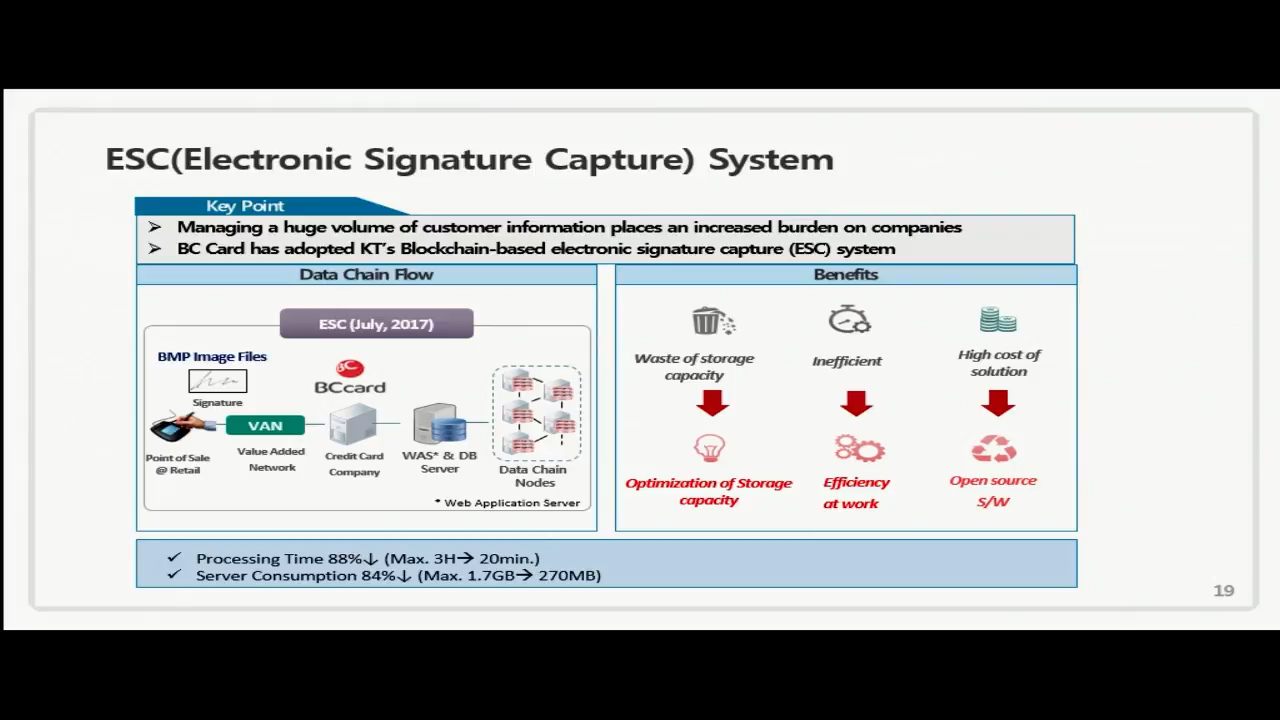 ESC(Electronic Signature Capture) System
Key Point
➢ Managing a huge volume of customer information places an increased burden on companies
➢ BC Card has adopted KT's Blockchain-based electronic signature capture (ESC) system
Data Chain Flow
ESC (July, 2017)
BMP Image Files
Signature
BC
BCcard
VAN
Point of Sale
@ Retail
Value Added
Network
Credit Card
Company
WAS* & DB
Server
Data Chain
Nodes
* Web Application Server
Benefits
Waste of storage
capacity
Inefficient
High cost of
solution
Optimization of Storage
capacity
Efficiency
at work
Open source
S/W
✓ Processing Time 88%↓ (Max. 3H→ 20min.)
✓ Server Consumption 84%↓ (Max. 1.7GB→ 270MB)
19